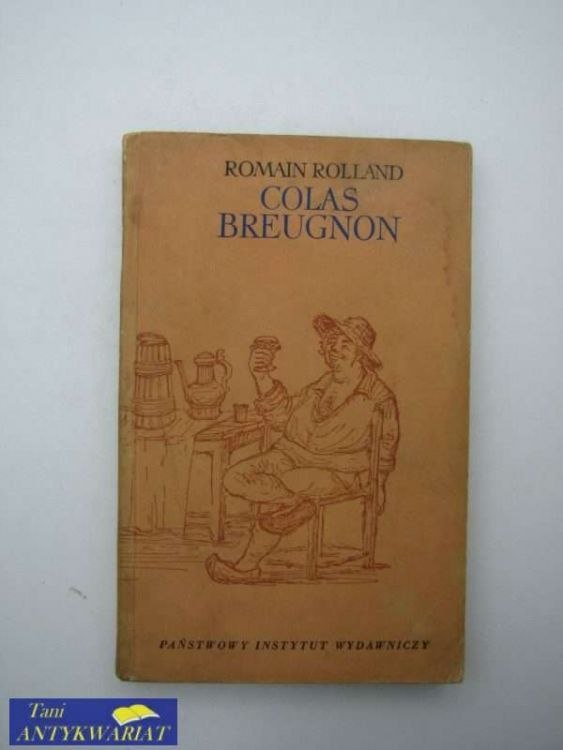 ROMAIN ROLLAND
COLAS
BREUGNON
PAŃSTWOWY INSTYTUT WYDAWNICZY
Tani
ANTYKWARIAT